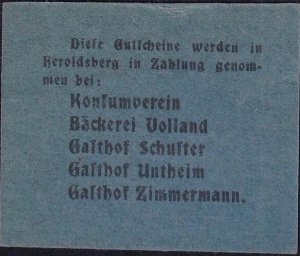 Diese Gutscheine werden in
Heroldsberg in Zahlung genom-
men bei:
Konsumverein
Bäckerei Volland
Gasthof Schuster
Gasthof Untheim
Gasthof Zimmermann.